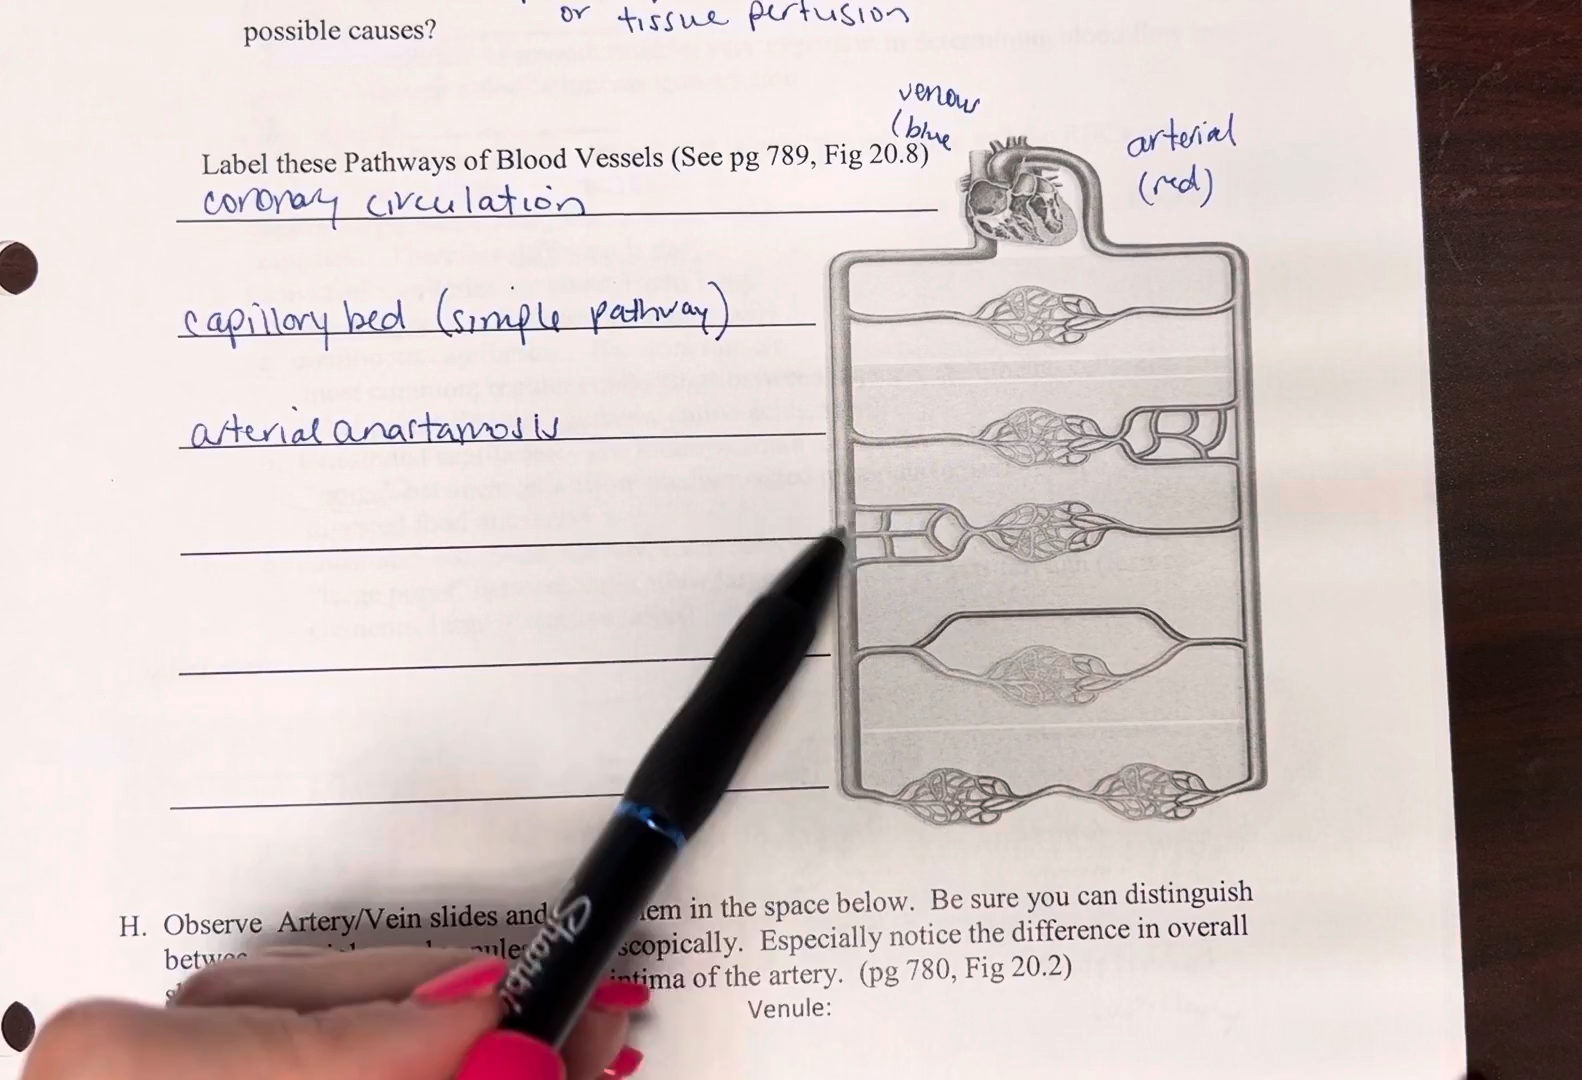 possible causes?
or tissue perfusion
venous
(blue
arterial
(red)
Label these Pathways of Blood Vessels (See pg 789, Fig 20.8)
coronary circulation
capillory bed (simple pathway)
arterial anastamosis
H. Observe Artery/Vein slides and in the space below. Be sure you can distinguish
scopically. Especially notice the difference in overall
intima of the artery. (pg 780, Fig 20.2)
Venule:
Sharpie